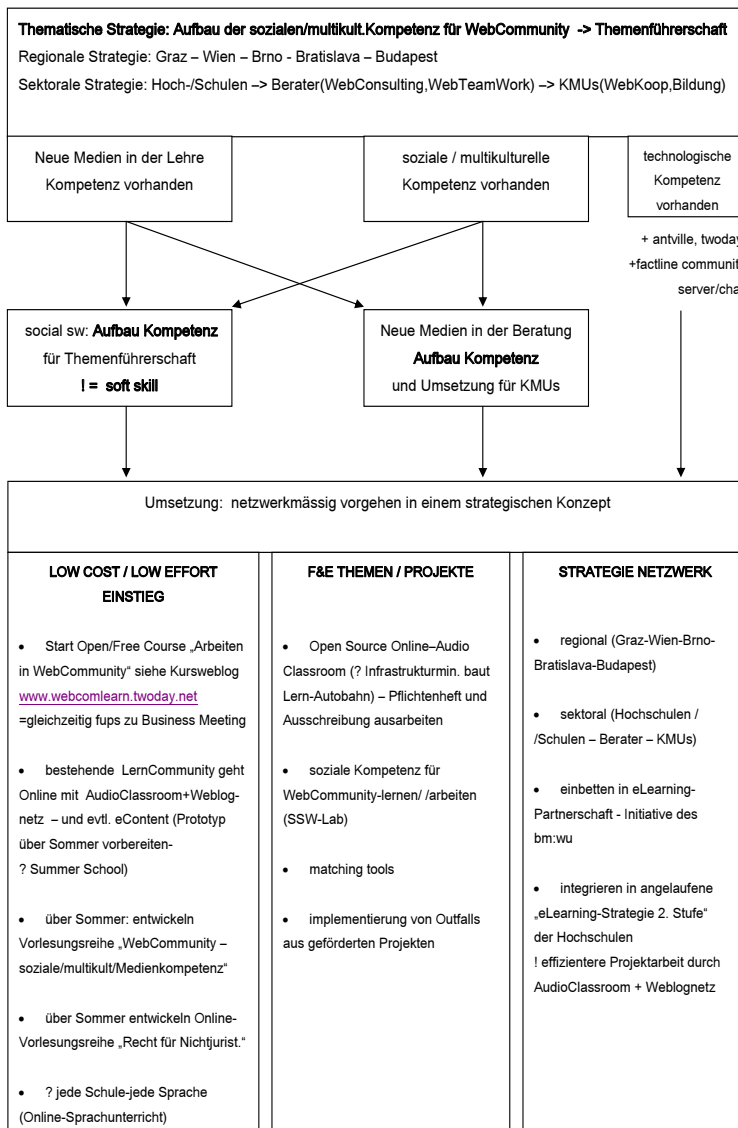 Thematische Strategie: Aufbau der sozialen/multikult.Kompetenz für WebCommunity -> Themenführerschaft
Regionale Strategie: Graz – Wien – Brno - Bratislava – Budapest
Sektorale Strategie: Hoch-/Schulen –> Berater(WebConsulting,WebTeamWork) –> KMUs(WebKoop,Bildung)
Neue Medien in der Lehre
Kompetenz vorhanden
soziale / multikulturelle
Kompetenz vorhanden
technologische
Kompetenz
vorhanden
+ antville, twoday
+factline communit
server/cha
social sw: Aufbau Kompetenz
für Themenführerschaft
! = soft skill
Neue Medien in der Beratung
Aufbau Kompetenz
und Umsetzung für KMUs
Umsetzung: netzwerkmässig vorgehen in einem strategischen Konzept
LOW COST / LOW EFFORT
EINSTIEG
• Start Open/Free Course „Arbeiten
in WebCommunity“ siehe Kursweblog
www.webcomlearn.twoday.net
=gleichzeitig fups zu Business Meeting
• bestehende LernCommunity geht
Online mit AudioClassroom+Weblog-
netz – und evtl. eContent (Prototyp
über Sommer vorbereiten-
? Summer School)
• über Sommer: entwickeln
Vorlesungsreihe „WebCommunity –
soziale/multikult/Medienkompetenz“
• über Sommer entwickeln Online-
Vorlesungsreihe „Recht für Nichtjurist.“
• ? jede Schule-jede Sprache
(Online-Sprachunterricht)
F&E THEMEN / PROJEKTE
• Open Source Online–Audio
Classroom (? Infrastrukturmin. baut
Lern-Autobahn) – Pflichtenheft und
Ausschreibung ausarbeiten
• soziale Kompetenz für
WebCommunity-lernen/ /arbeiten
(SSW-Lab)
• matching tools
• implementierung von Outfalls
aus geförderten Projekten
STRATEGIE NETZWERK
• regional (Graz-Wien-Brno-
Bratislava-Budapest)
• sektoral (Hochschulen /
/Schulen – Berater – KMUs)
• einbetten in eLearning-
Partnerschaft - Initiative des
bm:wu
• integrieren in angelaufene
„eLearning-Strategie 2. Stufe“
der Hochschulen
! effizientere Projektarbeit durch
AudioClassroom + Weblognetz